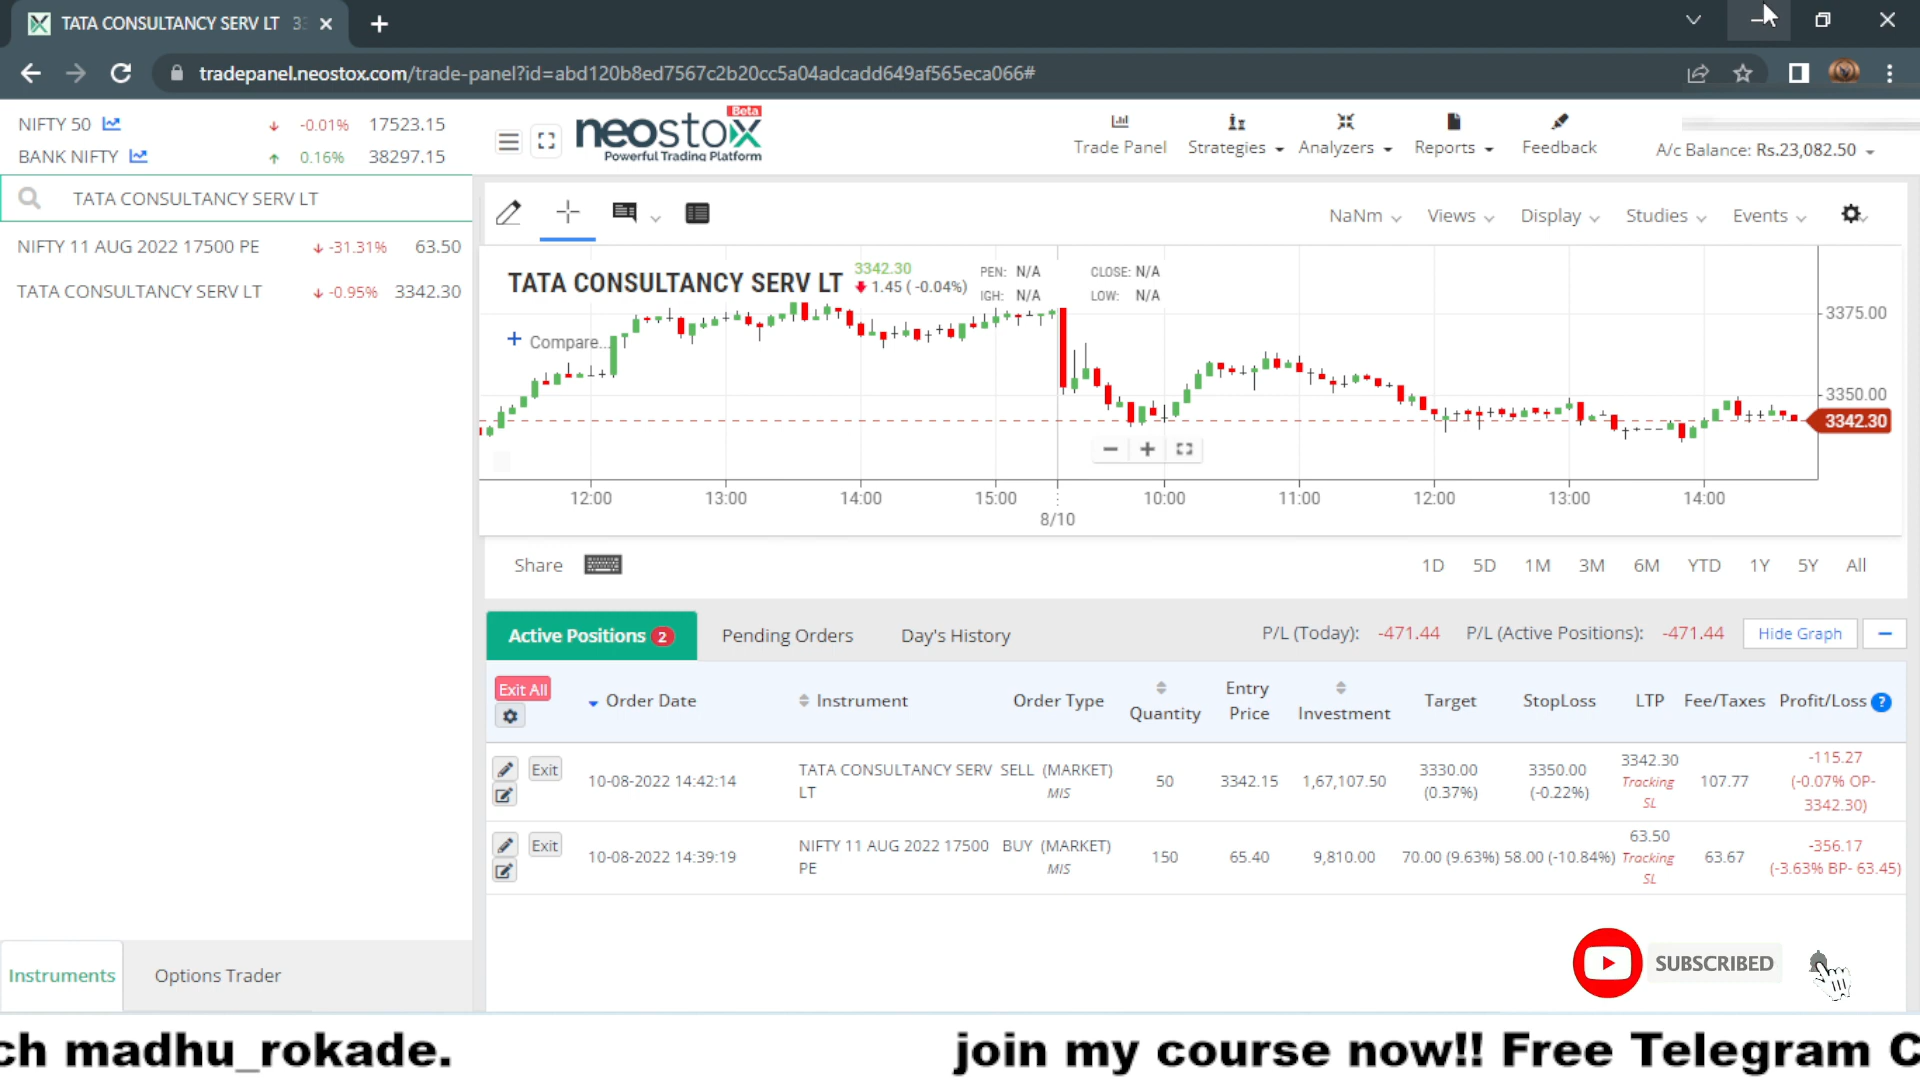 TATA CONSULTANCY SERV LT
tradepanel.neostox.com/trade-panel?id=abd120b8ed7567c2b20cc5a04adcadd649af565eca066#
NIFTY 50 -0.01% 17523.15
BANK NIFTY 0.16% 38297.15
neostox Beta
Powerful Trading Platform
Trade Panel Strategies Analyzers Reports Feedback
A/c Balance: Rs.23,082.50
TATA CONSULTANCY SERV LT
NIFTY 11 AUG 2022 17500 PE -31.31% 63.50
TATA CONSULTANCY SERV LT -0.95% 3342.30
NaNm Views Display Studies Events
TATA CONSULTANCY SERV LT 3342.30
1.45 (-0.04%)
PEN: N/A CLOSE: N/A
IGH: N/A LOW: N/A
+ Compare...
3375.00
3350.00
3342.30
12:00 13:00 14:00 15:00 10:00 11:00 12:00 13:00 14:00
8/10
Share 1D 5D 1M 3M 6M YTD 1Y 5Y All
Active Positions 2 Pending Orders Day's History P/L (Today): -471.44 P/L (Active Positions): -471.44 Hide Graph
Exit All Order Date Instrument Order Type Quantity Entry Price Investment Target StopLoss LTP Fee/Taxes Profit/Loss ?
Exit 10-08-2022 14:42:14 TATA CONSULTANCY SERV LT SELL (MARKET) MIS 50 3342.15 1,67,107.50 3330.00 (0.37%) 3350.00 (-0.22%) 3342.30 Tracking SL 107.77 -115.27 (-0.07% OP- 3342.30)
Exit 10-08-2022 14:39:19 NIFTY 11 AUG 2022 17500 PE BUY (MARKET) MIS 150 65.40 9,810.00 70.00 (9.63%) 58.00 (-10.84%) 63.50 Tracking SL 63.67 -356.17 (-3.63% BP- 63.45)
SUBSCRIBED
Instruments Options Trader
ch madhu_rokade. join my course now!! Free Telegram C